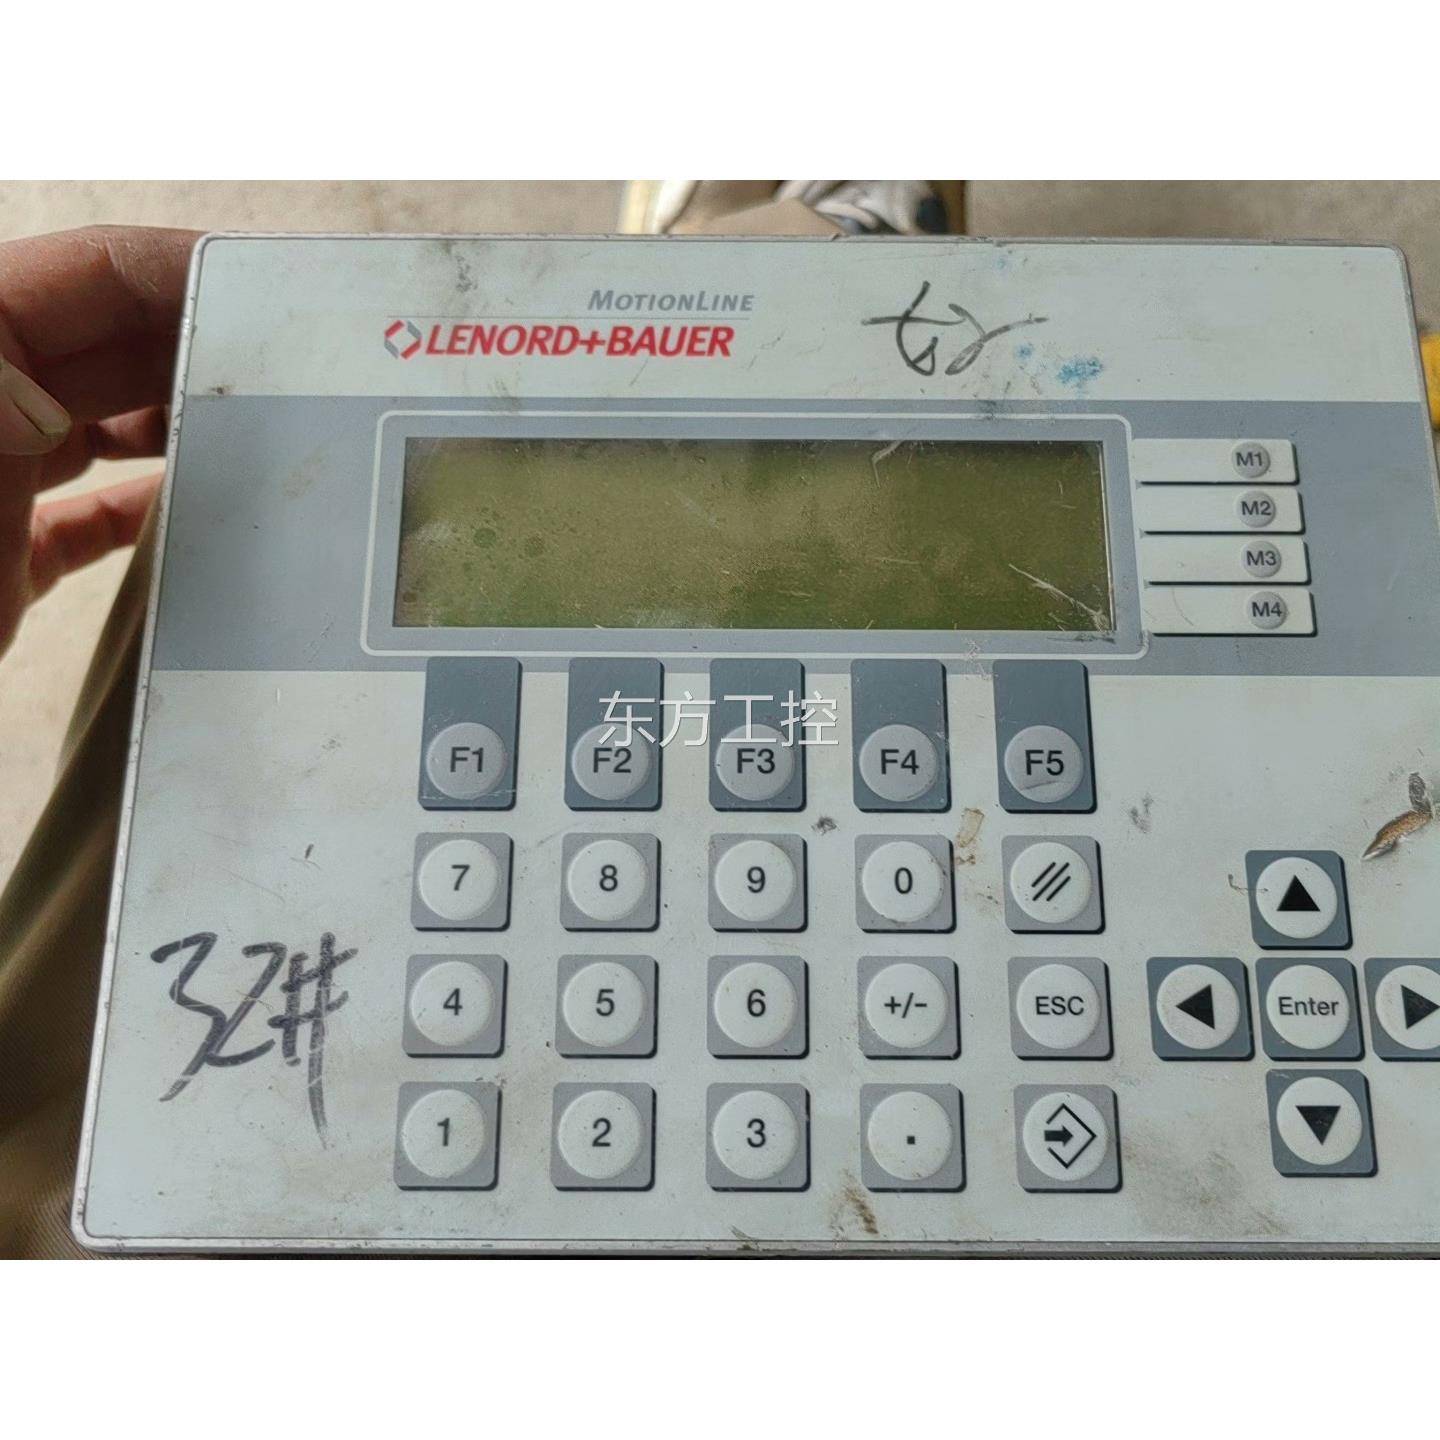 MOTIONLINE
LENORD+BAUER
M1
M2
M3
M4
东方工控
F1 F2 F3 F4 F5
7 8 9 0
4 5 6 +/- ESC
Enter
1 2 3 .
32#